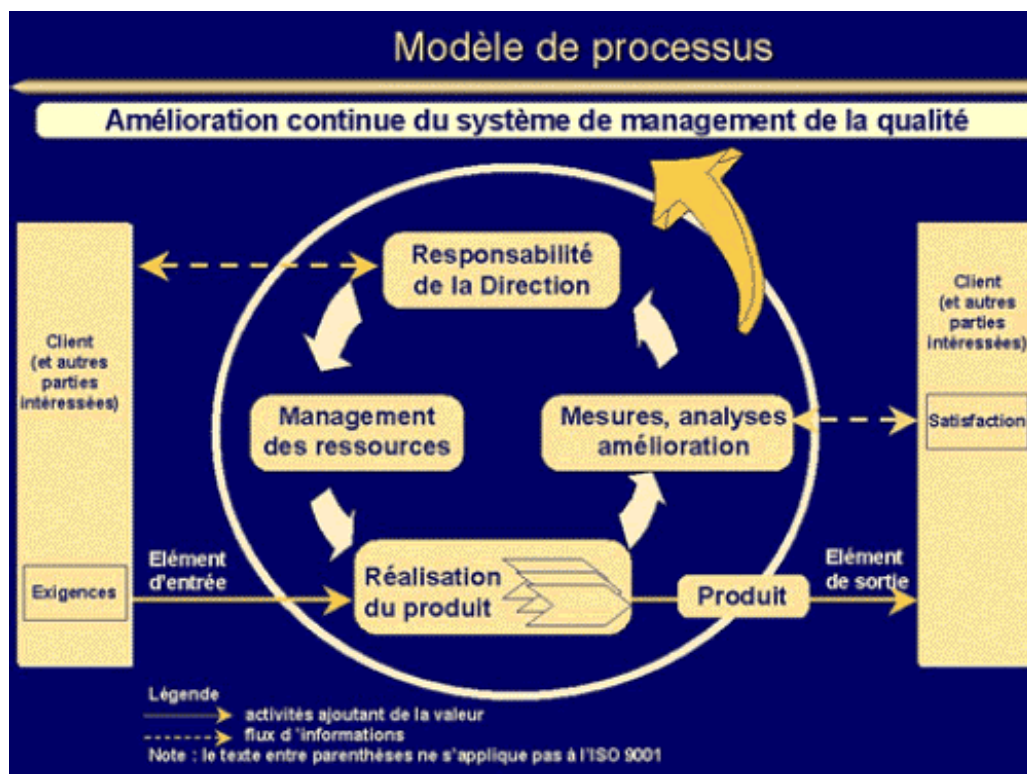 Modèle de processus
Amélioration continue du système de management de la qualité
Responsabilité
de la Direction
Client
(et autres
parties
intéressées)
Client
(et autres
parties
intéressées)
Management
des ressources
Mesures, analyses
amélioration
Satisfaction
Elément
d'entrée
Exigences
Réalisation
du produit
Produit
Elément
de sortie
Légende
activités ajoutant de la valeur
flux d 'informations
Note : le texte entre parenthèses ne s'applique pas à l'ISO 9001